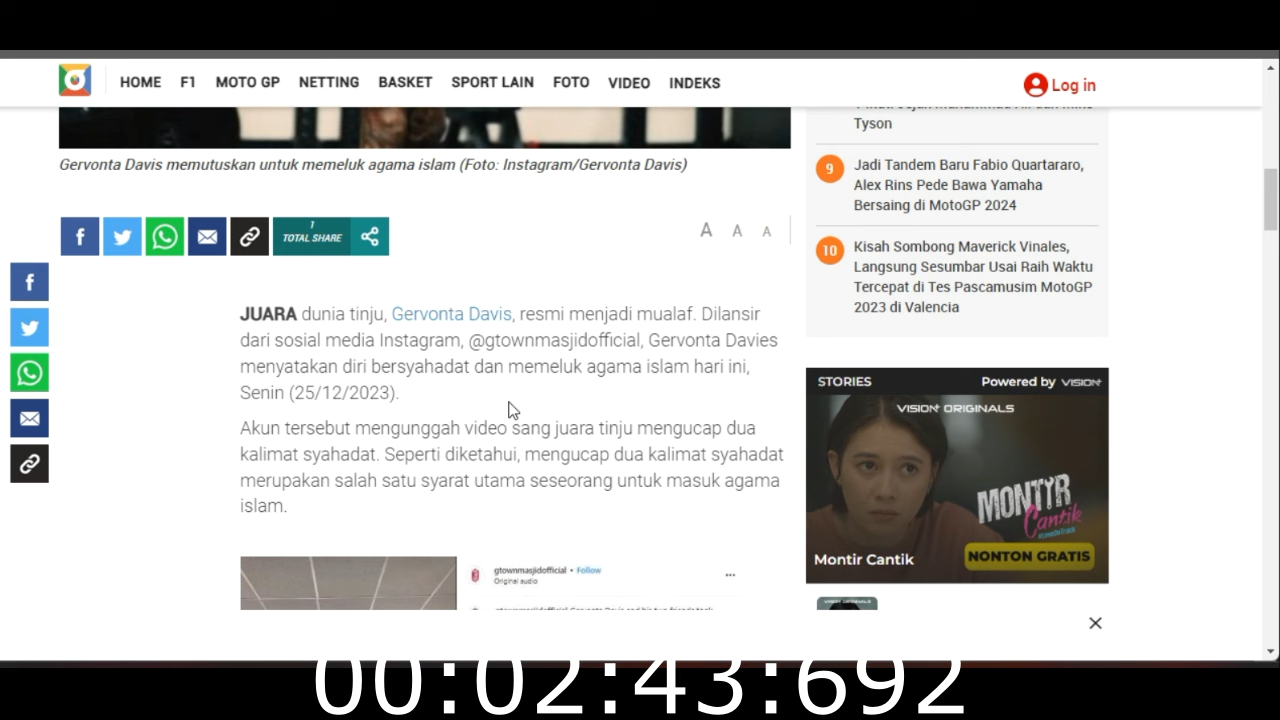 HOME F1 MOTO GP NETTING BASKET SPORT LAIN FOTO VIDEO INDEKS
Log in
Tyson
Gervonta Davis memutuskan untuk memeluk agama islam (Foto: Instagram/Gervonta Davis)
9 Jadi Tandem Baru Fabio Quartararo,
Alex Rins Pede Bawa Yamaha
Bersaing di MotoGP 2024
1
TOTAL SHARE
A A A
10 Kisah Sombong Maverick Vinales,
Langsung Sesumbar Usai Raih Waktu
Tercepat di Tes Pascamusim MotoGP
2023 di Valencia
JUARA dunia tinju, Gervonta Davis, resmi menjadi mualaf. Dilansir
dari sosial media Instagram, @gtownmasjidofficial, Gervonta Davies
menyatakan diri bersyahadat dan memeluk agama islam hari ini,
Senin (25/12/2023).
Akun tersebut mengunggah video sang juara tinju mengucap dua
kalimat syahadat. Seperti diketahui, mengucap dua kalimat syahadat
merupakan salah satu syarat utama seseorang untuk masuk agama
islam.
STORIES Powered by VISION+
VISION+ ORIGINALS
MONTIR
Cantik
Montir Cantik
NONTON GRATIS
gtownmasjidofficial • Follow
Original audio
00:02:43:692